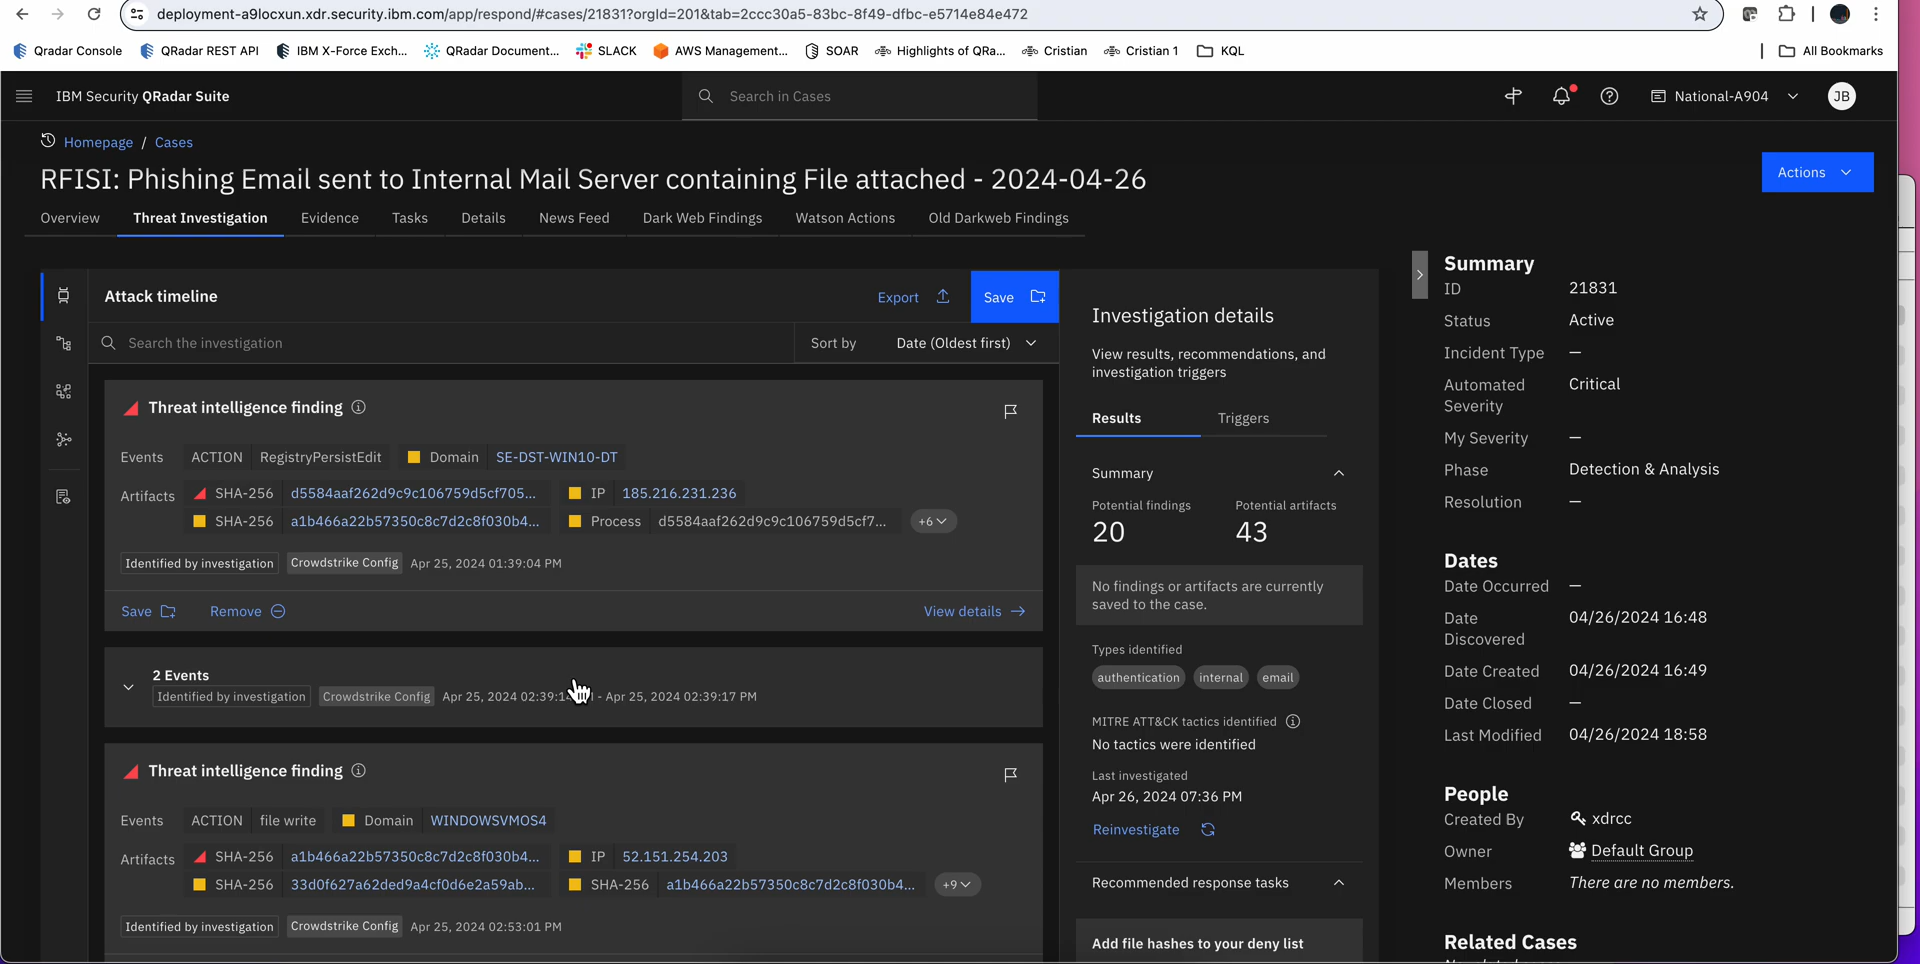 deployment-a9locxun.xdr.security.ibm.com/app/respond/#cases/21831?orgId=201&tab=2ccc30a5-83bc-8f49-dfbc-e5714e84e472
Qradar Console QRadar REST API IBM X-Force Exch... QRadar Document... SLACK AWS Management... SOAR Highlights of QRa... Cristian Cristian 1 KQL All Bookmarks
IBM Security QRadar Suite Search in Cases National-A904 JB
Homepage / Cases
RFISI: Phishing Email sent to Internal Mail Server containing File attached - 2024-04-26
Actions
Overview Threat Investigation Evidence Tasks Details News Feed Dark Web Findings Watson Actions Old Darkweb Findings
Attack timeline Export Save
Search the investigation Sort by Date (Oldest first)
Threat intelligence finding
Events ACTION RegistryPersistEdit Domain SE-DST-WIN10-DT
Artifacts SHA-256 d5584aaf262d9c9c106759d5cf705... IP 185.216.231.236
SHA-256 a1b466a22b57350c8c7d2c8f030b4... Process d5584aaf262d9c9c106759d5cf7... +6
Identified by investigation Crowdstrike Config Apr 25, 2024 01:39:04 PM
Save Remove View details
2 Events
Identified by investigation Crowdstrike Config Apr 25, 2024 - Apr 25, 2024 02:39:17 PM
Threat intelligence finding
Events ACTION file write Domain WINDOWSVMOS4
Artifacts SHA-256 a1b466a22b57350c8c7d2c8f030b4... IP 52.151.254.203
SHA-256 33d0f627a62ded9a4cf0d6e2a59ab... SHA-256 a1b466a22b57350c8c7d2c8f030b4... +9
Identified by investigation Crowdstrike Config Apr 25, 2024 02:53:01 PM
Investigation details
View results, recommendations, and
investigation triggers
Results Triggers
Summary
Potential findings Potential artifacts
20 43
No findings or artifacts are currently
saved to the case.
Types identified
authentication internal email
MITRE ATT&CK tactics identified
No tactics were identified
Last investigated
Apr 26, 2024 07:36 PM
Reinvestigate
Recommended response tasks
Add file hashes to your deny list
Summary
ID 21831
Status Active
Incident Type —
Automated Critical
Severity
My Severity —
Phase Detection & Analysis
Resolution —
Dates
Date Occurred —
Date 04/26/2024 16:48
Discovered
Date Created 04/26/2024 16:49
Date Closed —
Last Modified 04/26/2024 18:58
People
Created By xdrcc
Owner Default Group
Members There are no members.
Related Cases